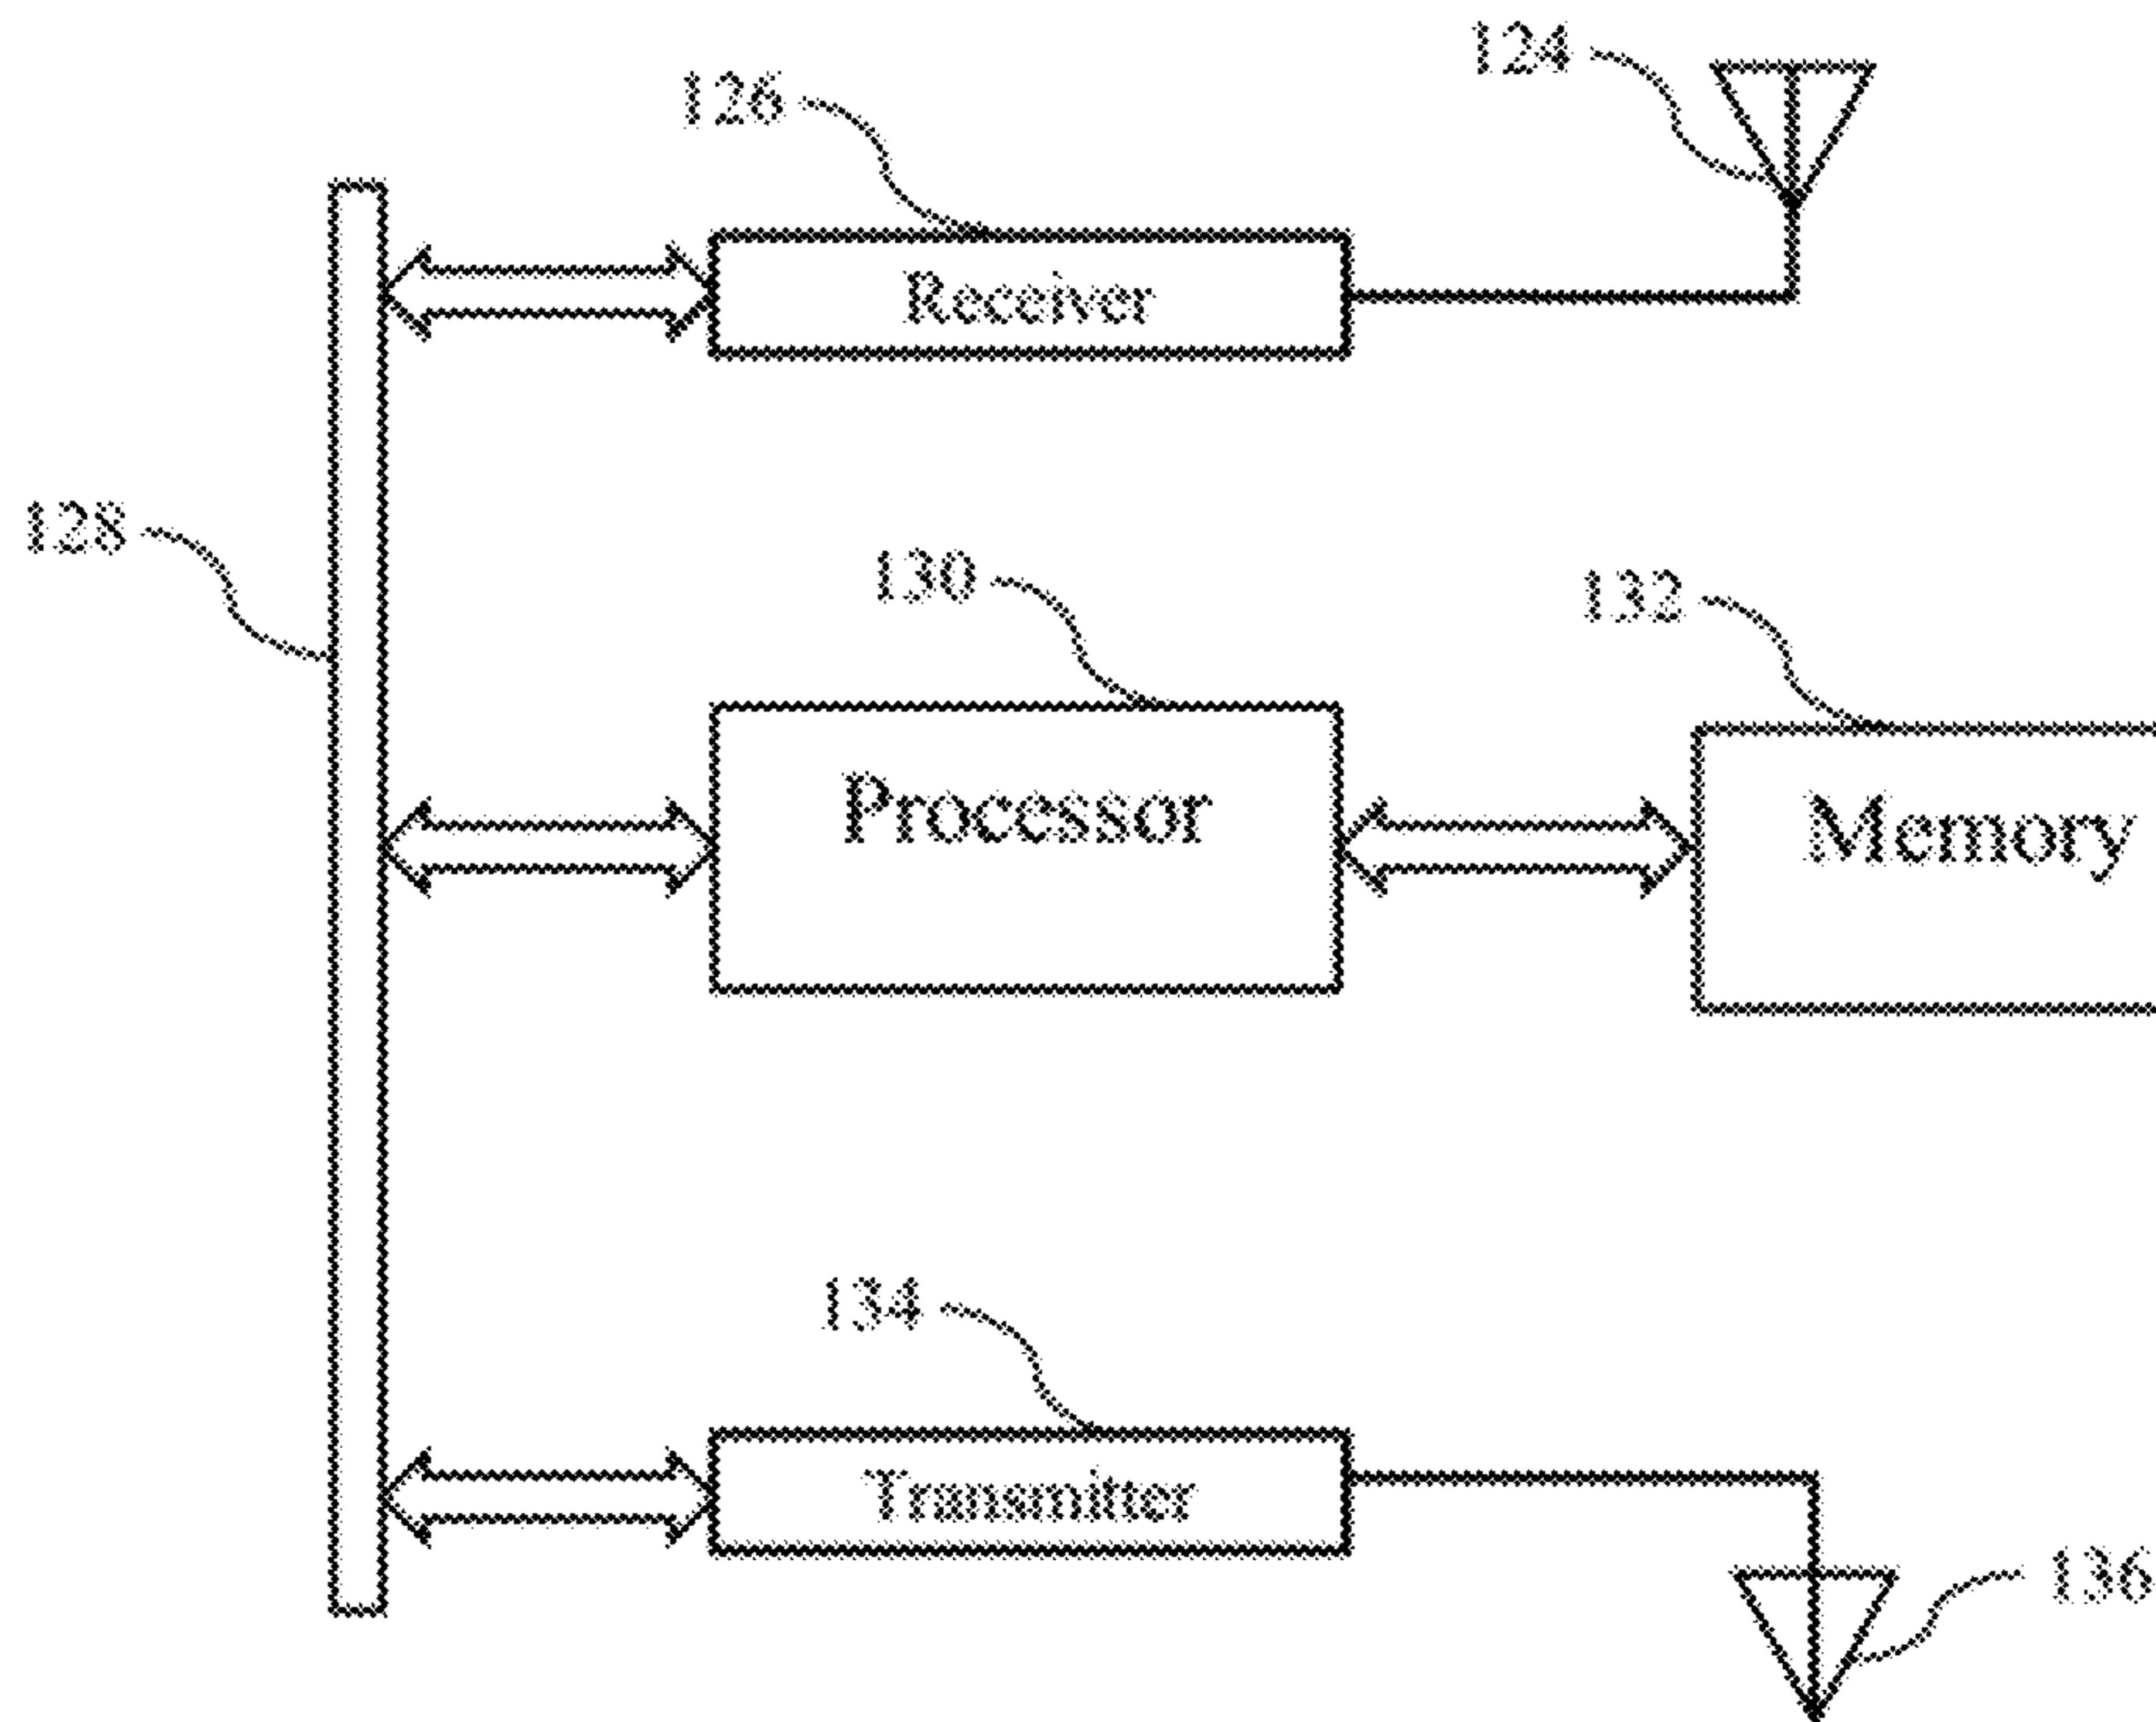 124
126
Receiver
128
130
132
Processor
Memory
134
Transmitter
136